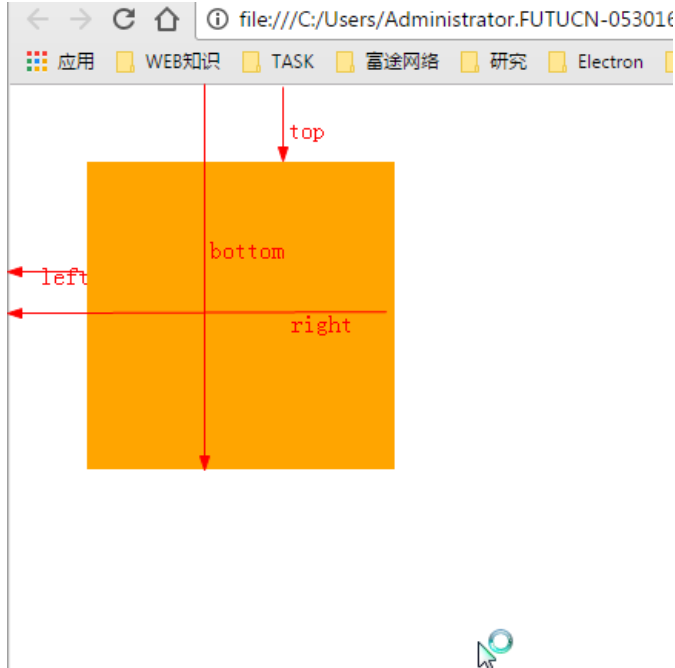 file:///C:/Users/Administrator.FUTUCN-053016
应用 WEB知识 TASK 富途网络 研究 Electron
top
bottom
left
right